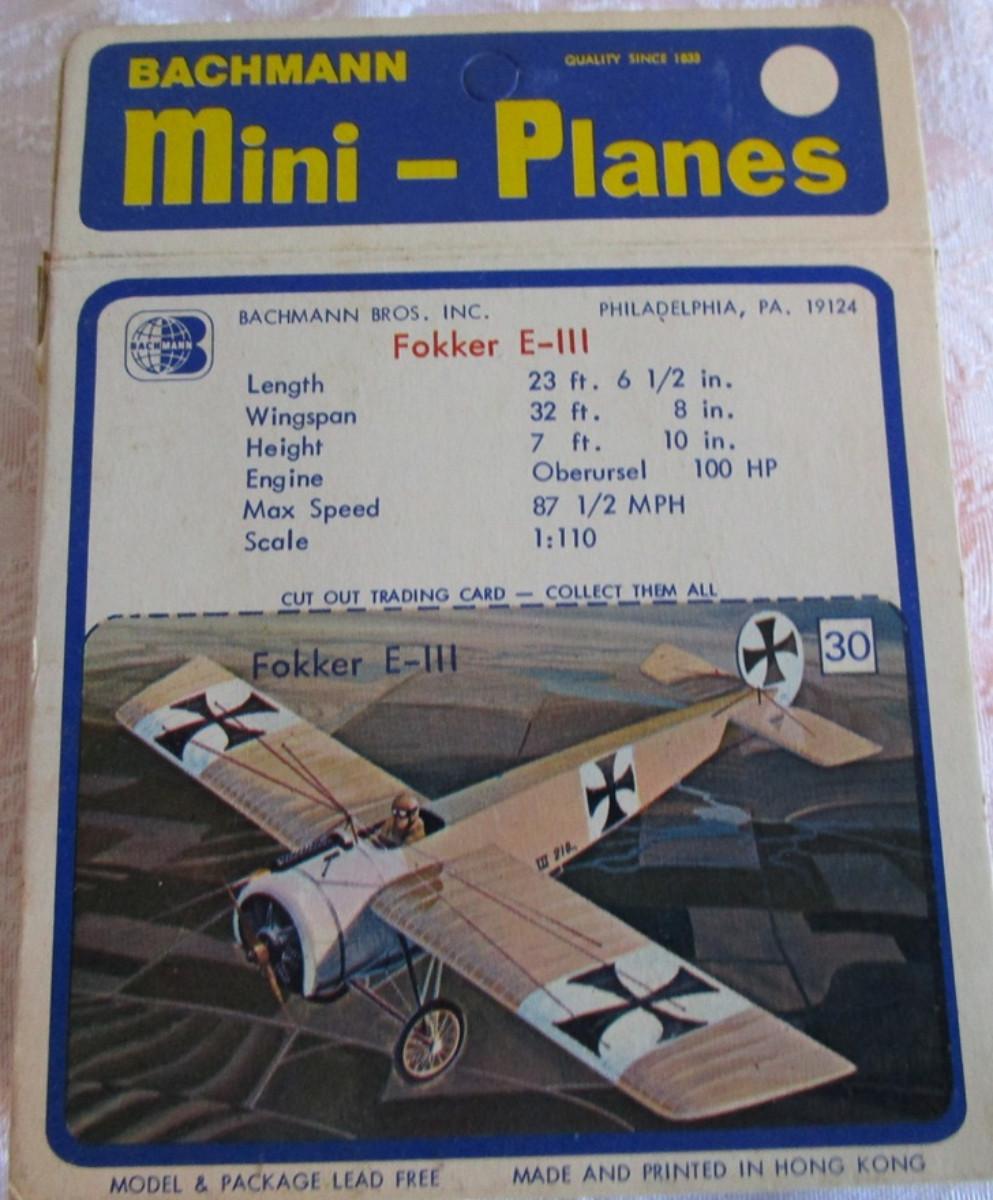 BACHMANN
QUALITY SINCE 1833
Mini - Planes
BACHMANN
BACHMANN BROS. INC. PHILADELPHIA, PA. 19124
Fokker E-III
Length 23 ft. 6 1/2 in.
Wingspan 32 ft. 8 in.
Height 7 ft. 10 in.
Engine Oberursel 100 HP
Max Speed 87 1/2 MPH
Scale 1:110
CUT OUT TRADING CARD — COLLECT THEM ALL
Fokker E-III
30
MODEL & PACKAGE LEAD FREE MADE AND PRINTED IN HONG KONG